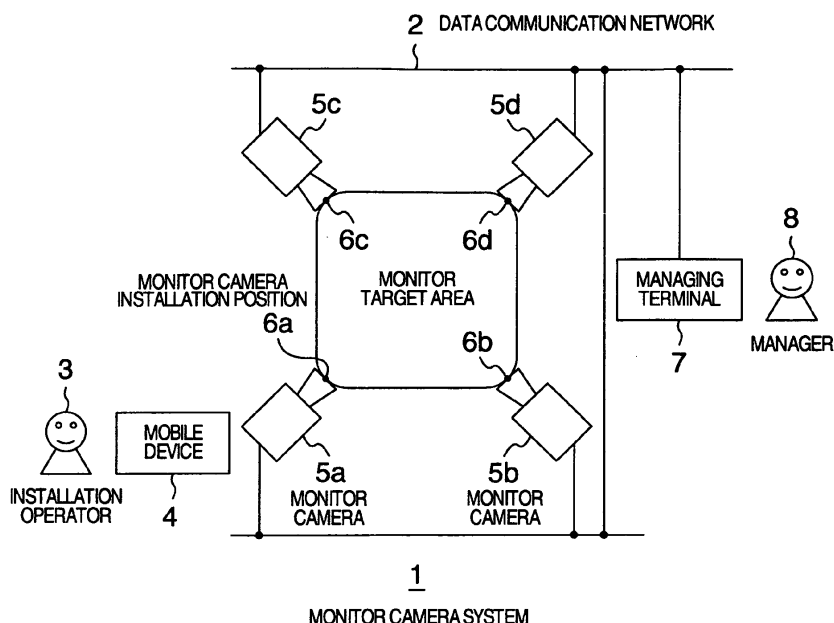 2 DATA COMMUNICATION NETWORK
5c
5d
6c
6d
8
MONITOR CAMERA
INSTALLATION POSITION
MONITOR
TARGET AREA
MANAGING
TERMINAL
7
MANAGER
6a
6b
3
MOBILE
DEVICE
4
INSTALLATION
OPERATOR
5a
MONITOR
CAMERA
5b
MONITOR
CAMERA
1
MONITOR CAMERA SYSTEM